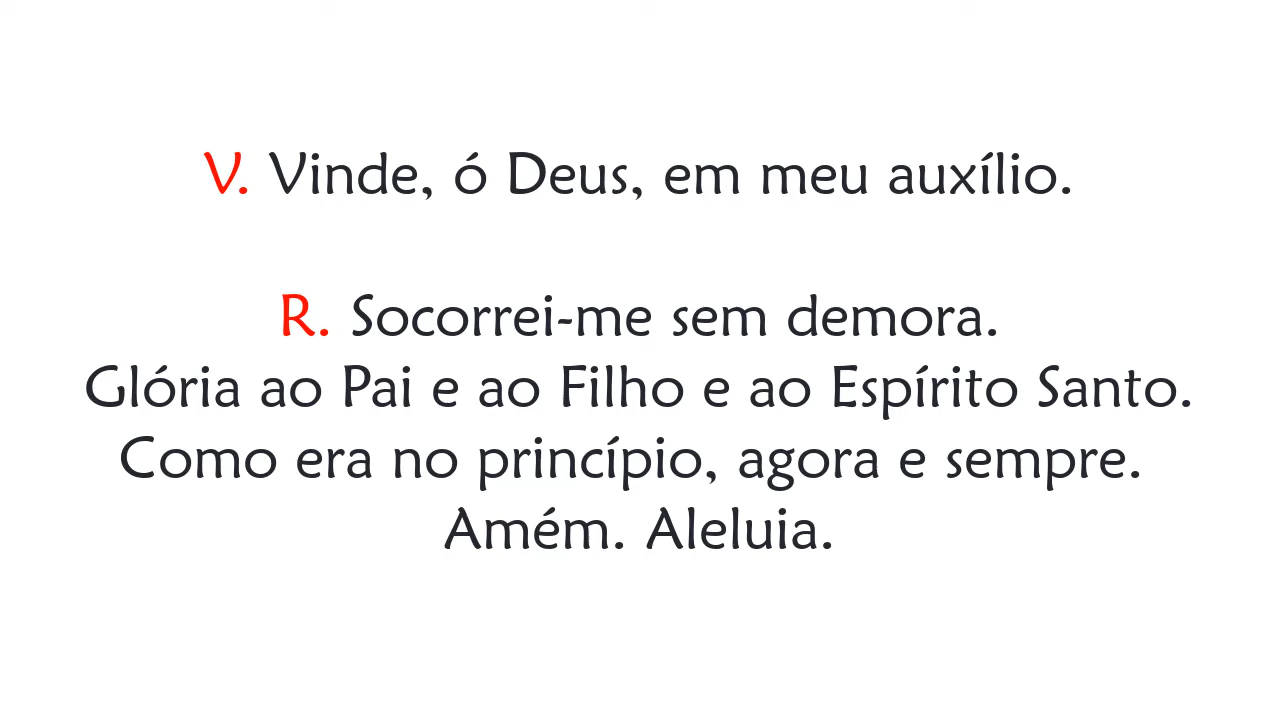 V. Vinde, ó Deus, em meu auxílio.
R. Socorrei-me sem demora.
Glória ao Pai e ao Filho e ao Espírito Santo.
Como era no princípio, agora e sempre.
Amém. Aleluia.